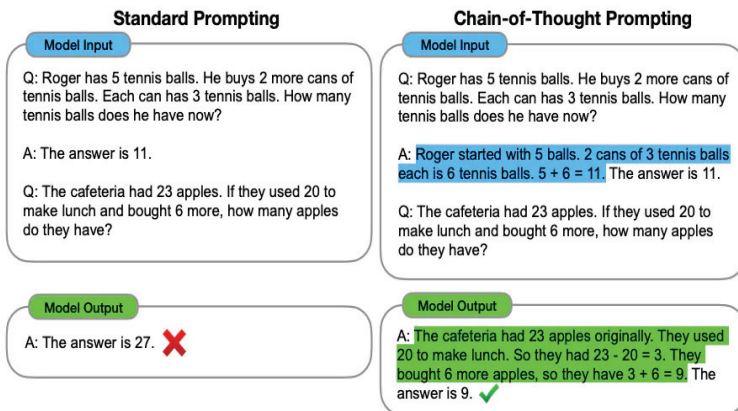 Standard Prompting
Model Input
Q: Roger has 5 tennis balls. He buys 2 more cans of
tennis balls. Each can has 3 tennis balls. How many
tennis balls does he have now?
A: The answer is 11.
Q: The cafeteria had 23 apples. If they used 20 to
make lunch and bought 6 more, how many apples
do they have?
Model Output
A: The answer is 27.
Chain-of-Thought Prompting
Model Input
Q: Roger has 5 tennis balls. He buys 2 more cans of
tennis balls. Each can has 3 tennis balls. How many
tennis balls does he have now?
A: Roger started with 5 balls. 2 cans of 3 tennis balls
each is 6 tennis balls. 5 + 6 = 11. The answer is 11.
Q: The cafeteria had 23 apples. If they used 20 to
make lunch and bought 6 more, how many apples
do they have?
Model Output
A: The cafeteria had 23 apples originally. They used
20 to make lunch. So they had 23 - 20 = 3. They
bought 6 more apples, so they have 3 + 6 = 9. The
answer is 9.